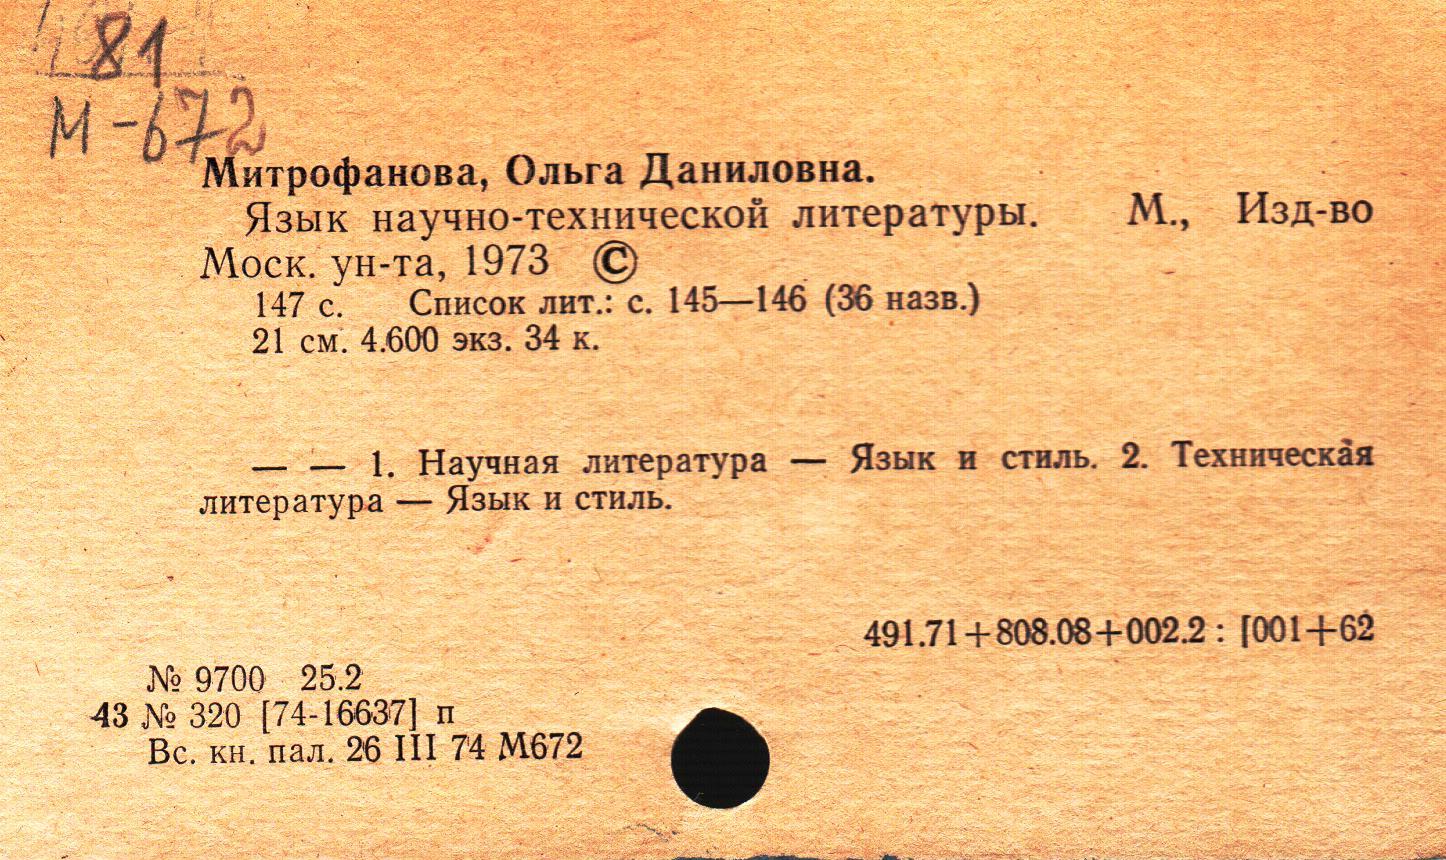 81
М-672
Митрофанова, Ольга Даниловна.
Язык научно-технической литературы. М., Изд-во
Моск. ун-та, 1973 ©
147 с. Список лит.: с. 145—146 (36 назв.)
21 см. 4.600 экз. 34 к.
— — 1. Научная литература — Язык и стиль. 2. Техническая
литература — Язык и стиль.
491.71+808.08+002.2 : [001+62
№ 9700 25.2
43 № 320 [74-16637] п
Вс. кн. пал. 26 III 74 М672